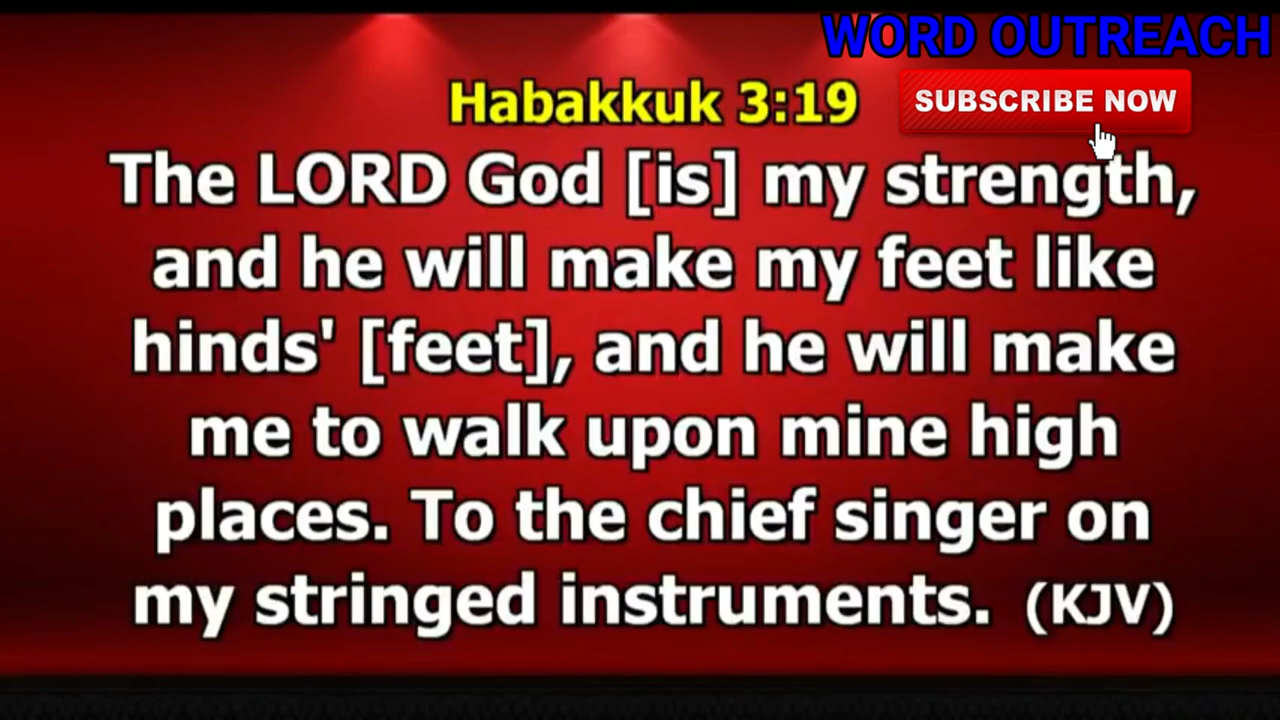 WORD OUTREACH
Habakkuk 3:19
SUBSCRIBE NOW
The LORD God [is] my strength,
and he will make my feet like
hinds' [feet], and he will make
me to walk upon mine high
places. To the chief singer on
my stringed instruments. (KJV)